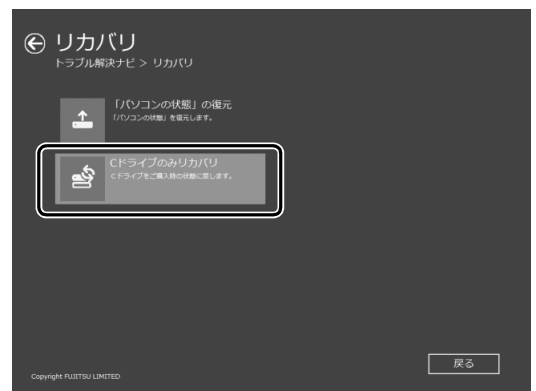 リカバリ
トラブル解決ナビ > リカバリ
「パソコンの状態」の復元
「パソコンの状態」を復元します。
Cドライブのみリカバリ
Cドライブをご購入時の状態に戻します。
戻る
Copyright FUJITSU LIMITED